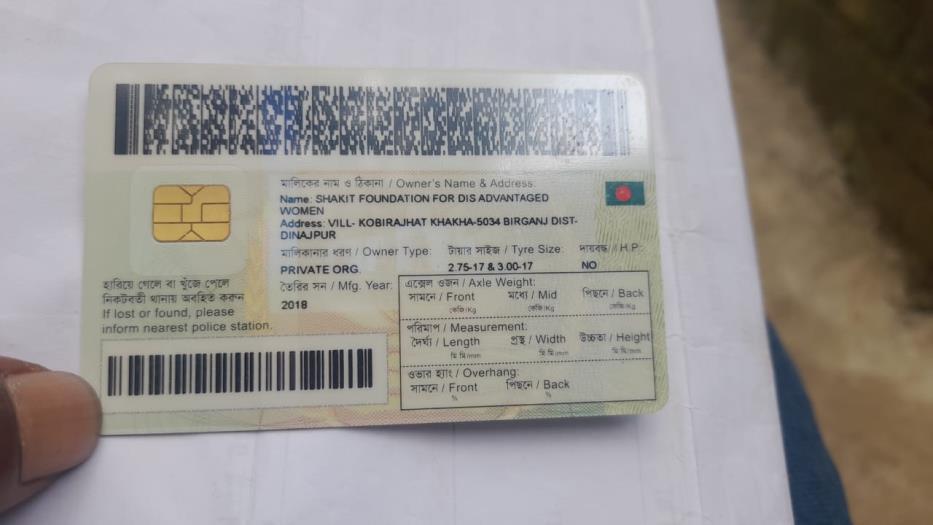 মালিকের নাম ও ঠিকানা / Owner's Name & Address:
Name: SHAKIT FOUNDATION FOR DIS ADVANTAGED
WOMEN
Address: VILL- KOBIRAJHAT KHAKHA-5034 BIRGANJ DIST-
DINAJPUR
মালিকানার ধরণ / Owner Type: টায়ার সাইজ / Tyre Size: দায়বদ্ধ / H.P.:
PRIVATE ORG. 2.75-17 & 3.00-17 NO
তৈরির সন / Mfg. Year:
2018
হারিয়ে গেলে বা খুঁজে পেলে
নিকটবর্তী থানায় অবহিত করুন
If lost or found, please
inform nearest police station.
এক্সেল ওজন / Axle Weight:
সামনে / Front মধ্যে / Mid পিছনে / Back
কেজি/Kg কেজি/Kg কেজি/Kg
পরিমাপ / Measurement:
দৈর্ঘ্য / Length প্রস্থ / Width উচ্চতা / Height
মি মি/mm মি মি/mm মি মি/mm
ওভার হ্যাং / Overhang:
সামনে / Front পিছনে / Back
% %